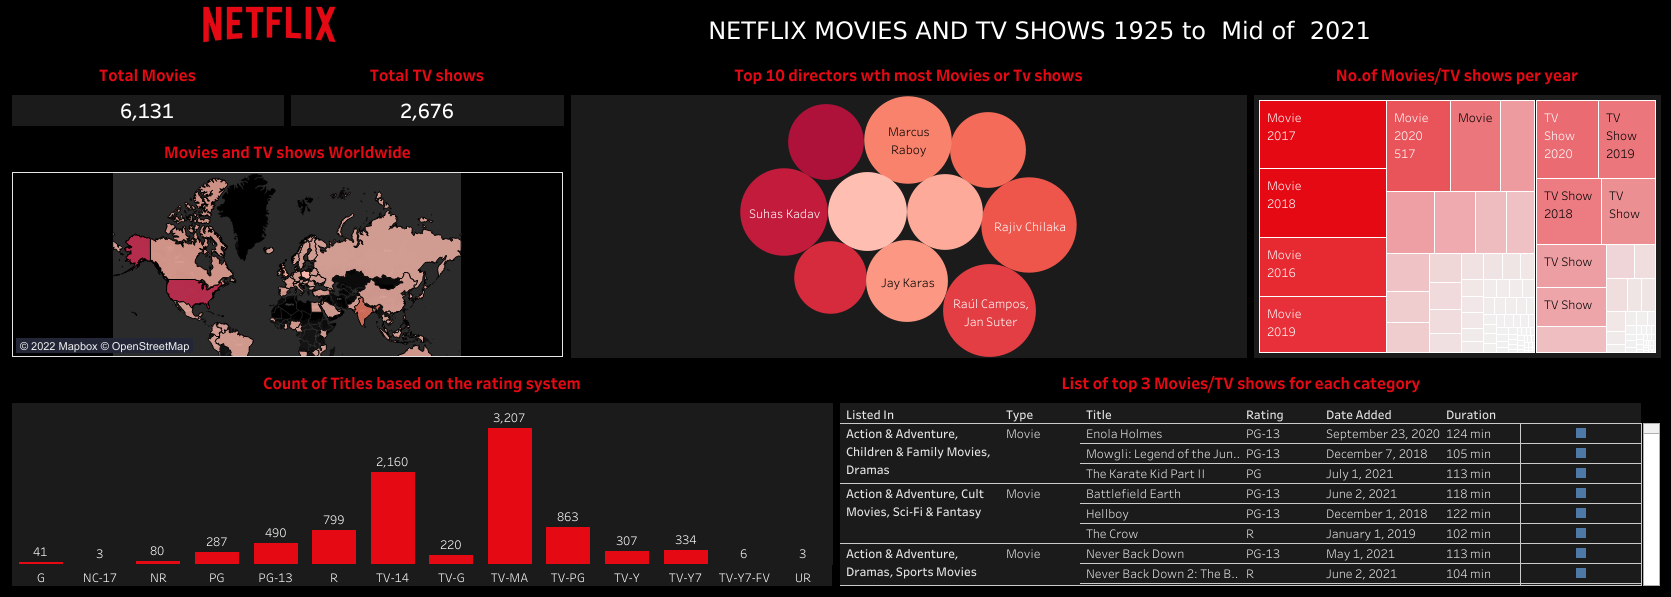 NETFLIX
NETFLIX MOVIES AND TV SHOWS 1925 to  Mid of  2021
Total Movies
6,131
Total TV shows
2,676
Movies and TV shows Worldwide
© 2022 Mapbox © OpenStreetMap
Top 10 directors wth most Movies or Tv shows
Marcus
Raboy
Suhas Kadav
Rajiv Chilaka
Jay Karas
Raúl Campos,
Jan Suter
No.of Movies/TV shows per year
Movie
2017
Movie
2018
Movie
2016
Movie
2019
Movie
2020
517
Movie
TV
Show
2020
TV
Show
2019
TV Show
2018
TV
Show
TV Show
TV Show
Count of Titles based on the rating system
41
3
80
287
490
799
2,160
220
3,207
863
307
334
6
3
G NC-17 NR PG PG-13 R TV-14 TV-G TV-MA TV-PG TV-Y TV-Y7 TV-Y7-FV UR
List of top 3 Movies/TV shows for each category
Listed In Type Title Rating Date Added Duration
Action & Adventure,
Children & Family Movies,
Dramas
Movie
Enola Holmes PG-13 September 23, 2020 124 min
Mowgli: Legend of the Jun.. PG-13 December 7, 2018 105 min
The Karate Kid Part II PG July 1, 2021 113 min
Action & Adventure, Cult
Movies, Sci-Fi & Fantasy
Movie
Battlefield Earth PG-13 June 2, 2021 118 min
Hellboy PG-13 December 1, 2018 122 min
The Crow R January 1, 2019 102 min
Action & Adventure,
Dramas, Sports Movies
Movie
Never Back Down PG-13 May 1, 2021 113 min
Never Back Down 2: The B.. R June 2, 2021 104 min